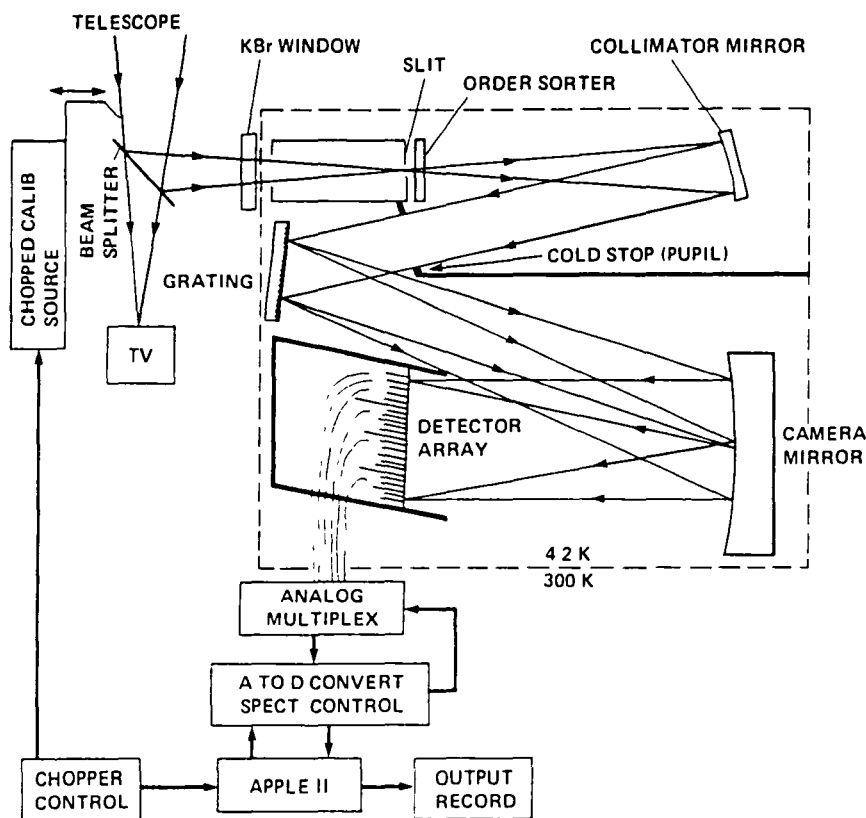 TELESCOPE
KBr WINDOW
SLIT
ORDER SORTER
COLLIMATOR MIRROR
CHOPPED CALIB
SOURCE
BEAM
SPLITTER
TV
GRATING
COLD STOP (PUPIL)
DETECTOR
ARRAY
CAMERA
MIRROR
4 2 K
300 K
ANALOG
MULTIPLEX
A TO D CONVERT
SPECT CONTROL
CHOPPER
CONTROL
APPLE II
OUTPUT
RECORD